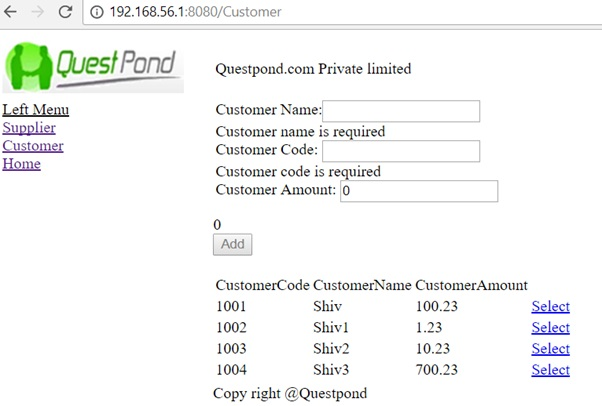 192.168.56.1:8080/Customer
QuestPond
Questpond.com Private limited
Left Menu
Supplier
Customer
Home
Customer Name:
Customer name is required
Customer Code:
Customer code is required
Customer Amount: 0
0
Add
CustomerCode CustomerName CustomerAmount
1001 Shiv 100.23 Select
1002 Shiv1 1.23 Select
1003 Shiv2 10.23 Select
1004 Shiv3 700.23 Select
Copy right @Questpond